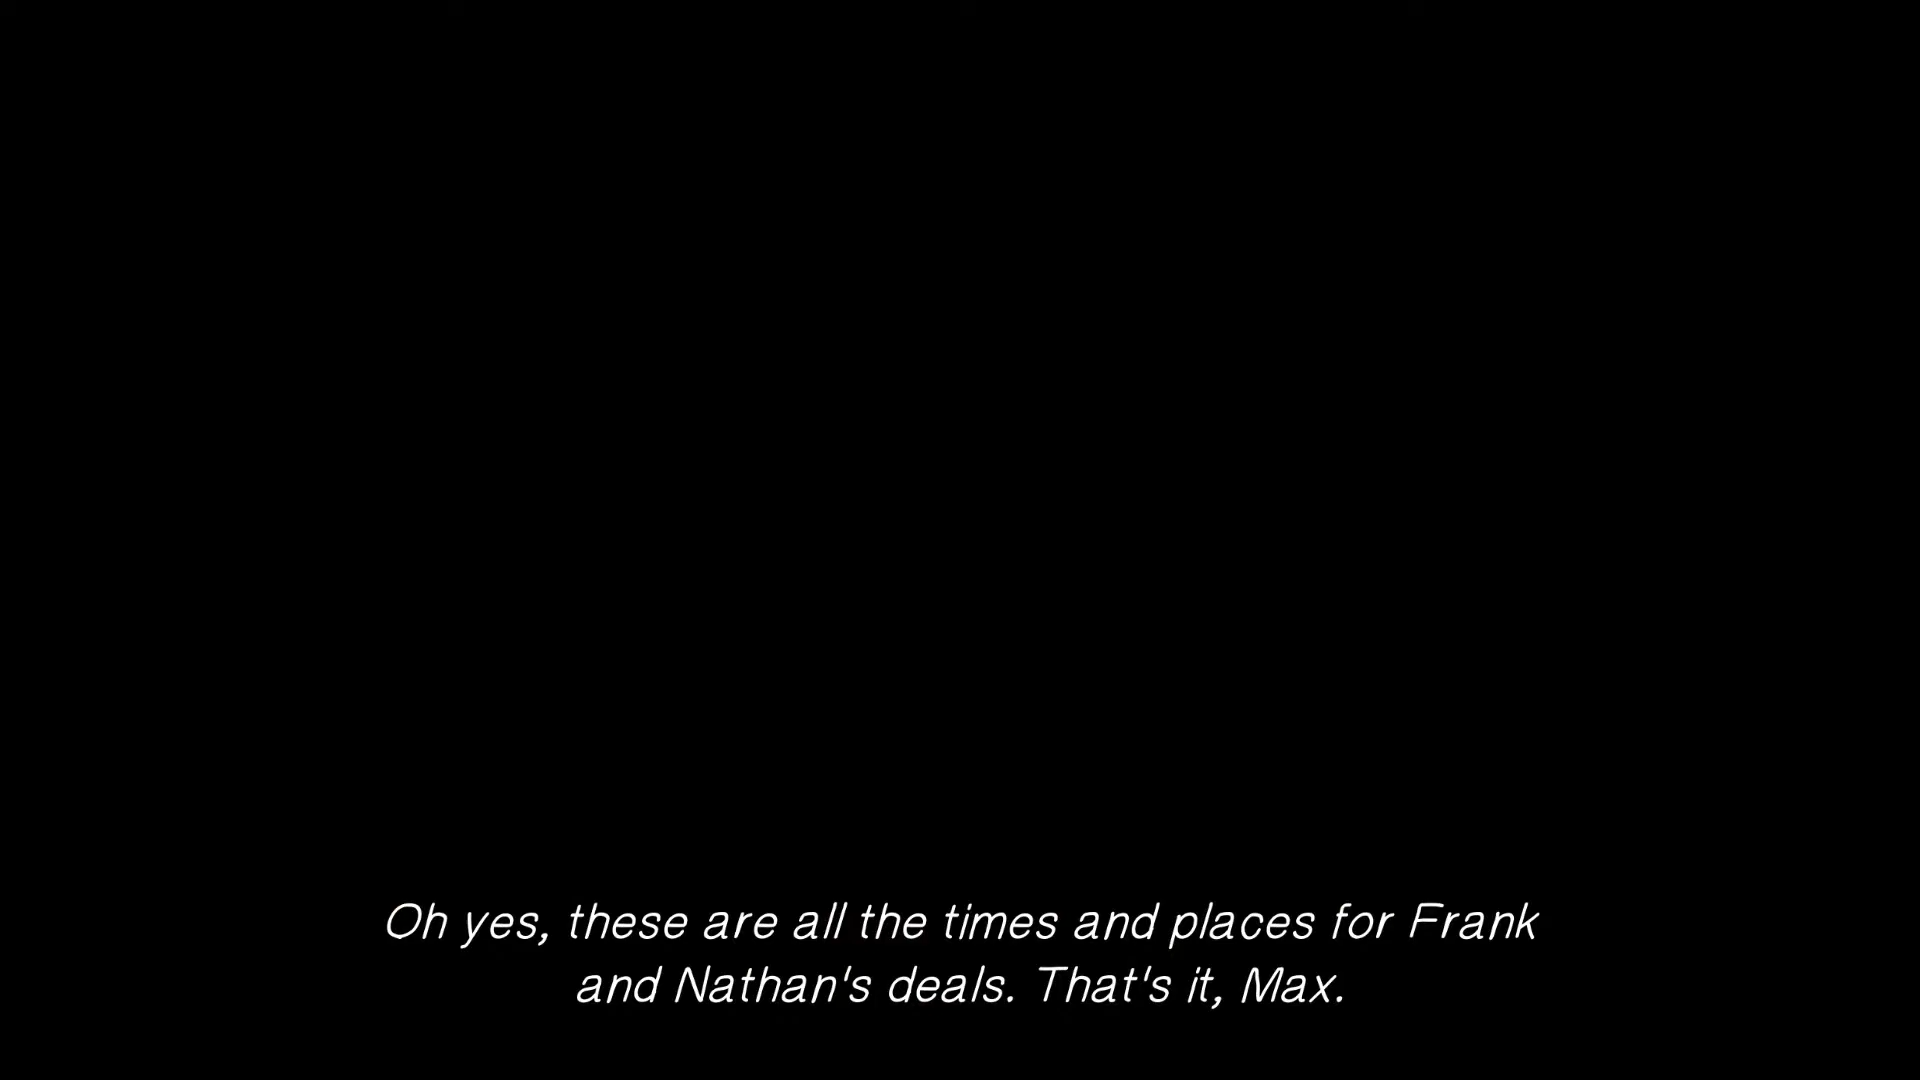 Oh yes, these are all the times and places for Frank
and Nathan's deals. That's it, Max.